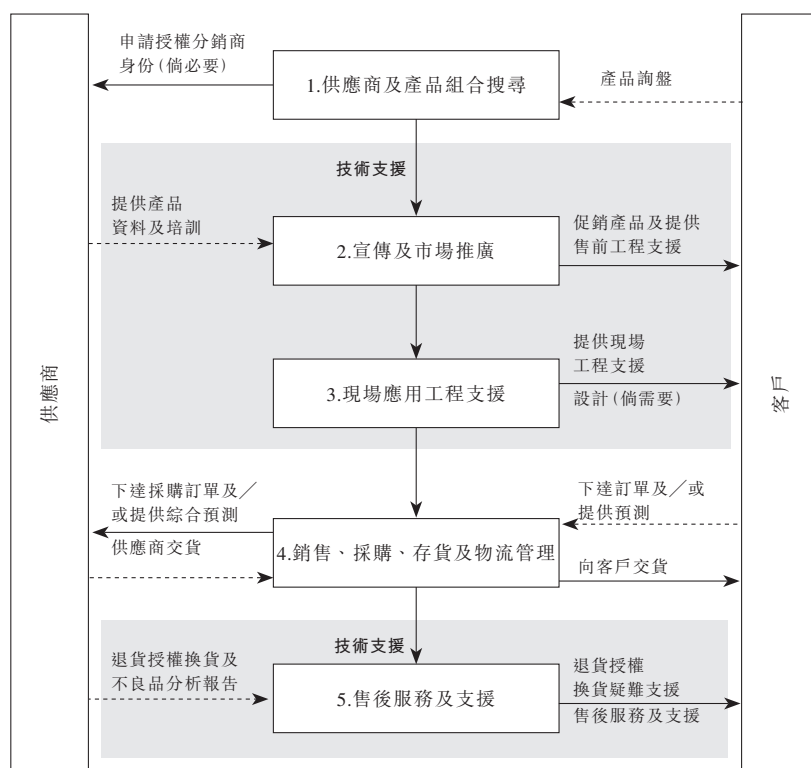 申請授權分銷商
身份(倘必要)
1.供應商及產品組合搜尋
產品詢盤
技術支援
提供產品
資料及培訓
2.宣傳及市場推廣
促銷產品及提供
售前工程支援
供應商
3.現場應用工程支援
提供現場
工程支援
設計(倘需要)
客戶
下達採購訂單及╱
或提供綜合預測
供應商交貨
4.銷售、採購、存貨及物流管理
下達訂單及╱或
提供預測
向客戶交貨
技術支援
退貨授權換貨及
不良品分析報告
5.售後服務及支援
退貨授權
換貨疑難支援
售後服務及支援